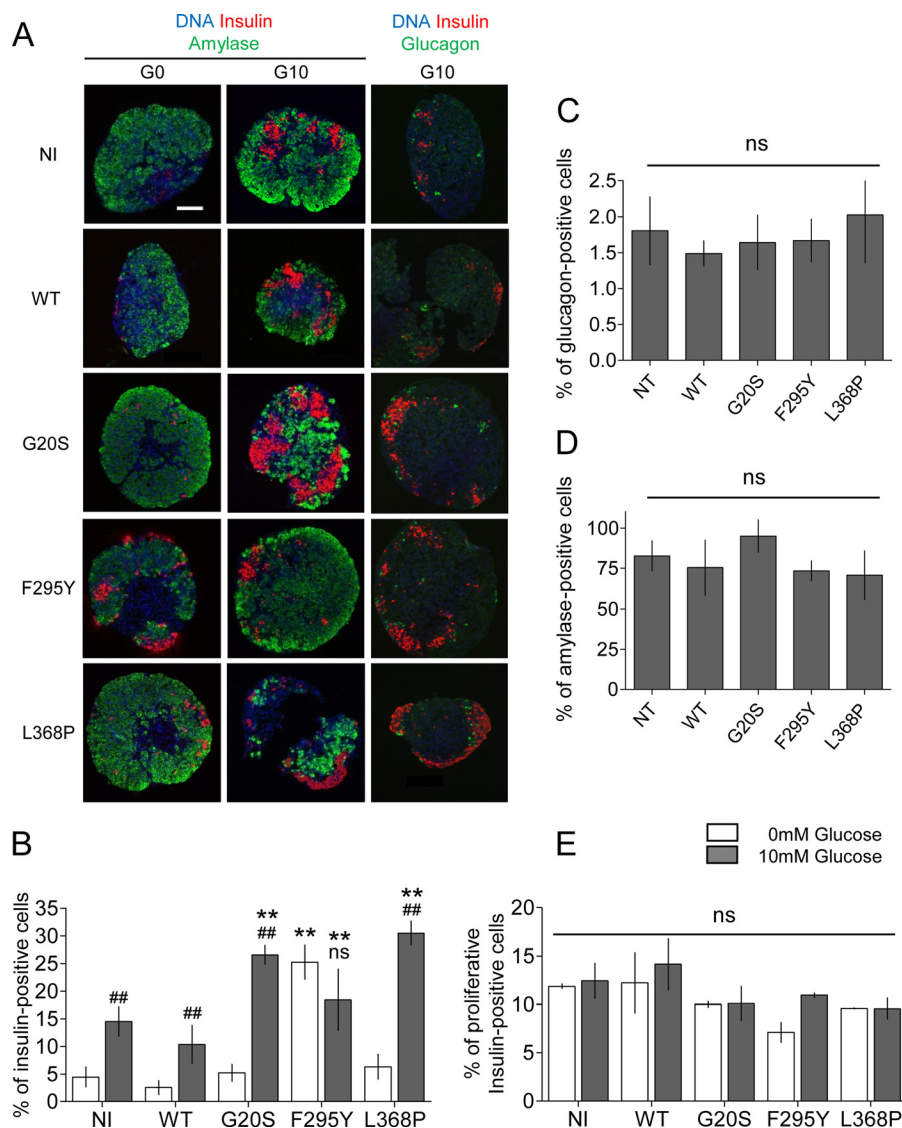 A
DNA Insulin
Amylase
DNA Insulin
Glucagon
G0
G10
G10
NI
WT
G20S
F295Y
L368P
B
% of insulin-positive cells
35
30
25
20
15
10
5
0
##
##
**
##
**
**
ns
**
##
NI
WT
G20S
F295Y
L368P
C
% of glucagon-positive cells
ns
2.5
2.0
1.5
1.0
0.5
0.0
NT
WT
G20S
F295Y
L368P
D
% of amylase-positive cells
ns
100
75
50
25
0
NT
WT
G20S
F295Y
L368P
0mM Glucose
10mM Glucose
E
% of proliferative
Insulin-positive cells
ns
20
15
10
5
0
NI
WT
G20S
F295Y
L368P